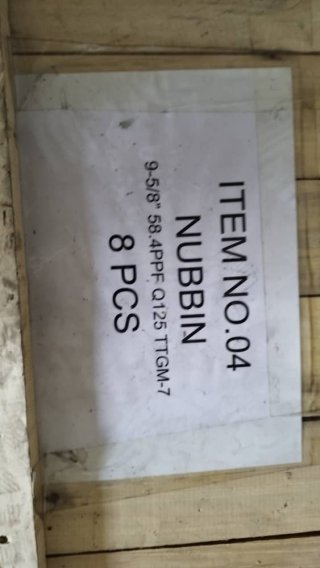 ITEM NO.04
NUBBIN
9-5/8" 58.4PPF Q125 TTGM-7
8 PCS